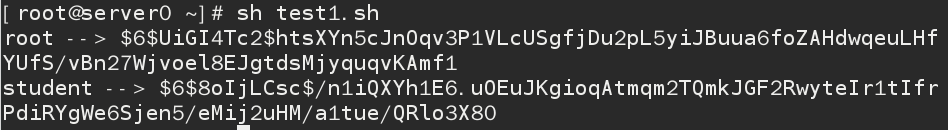 [ root@server0 ~] # sh test1. sh
root --> $6$UiGI4Tc2$htsXYn5cJnOqv3P1VLcUSgfjDu2pL5yiJBuua6foZAHdwqeuLHf
YUfS/vBn27Wjvoel8EJgtdsMjyquqvKAmf1
student --> $6$8oIjLCsc$/n1iQXYh1E6.uOEuJKgioqAtmqm2TQmkJGF2RwyteIr1tIfr
PdiRYgWe6Sjen5/eMij2uHM/a1tue/QRlo3X80